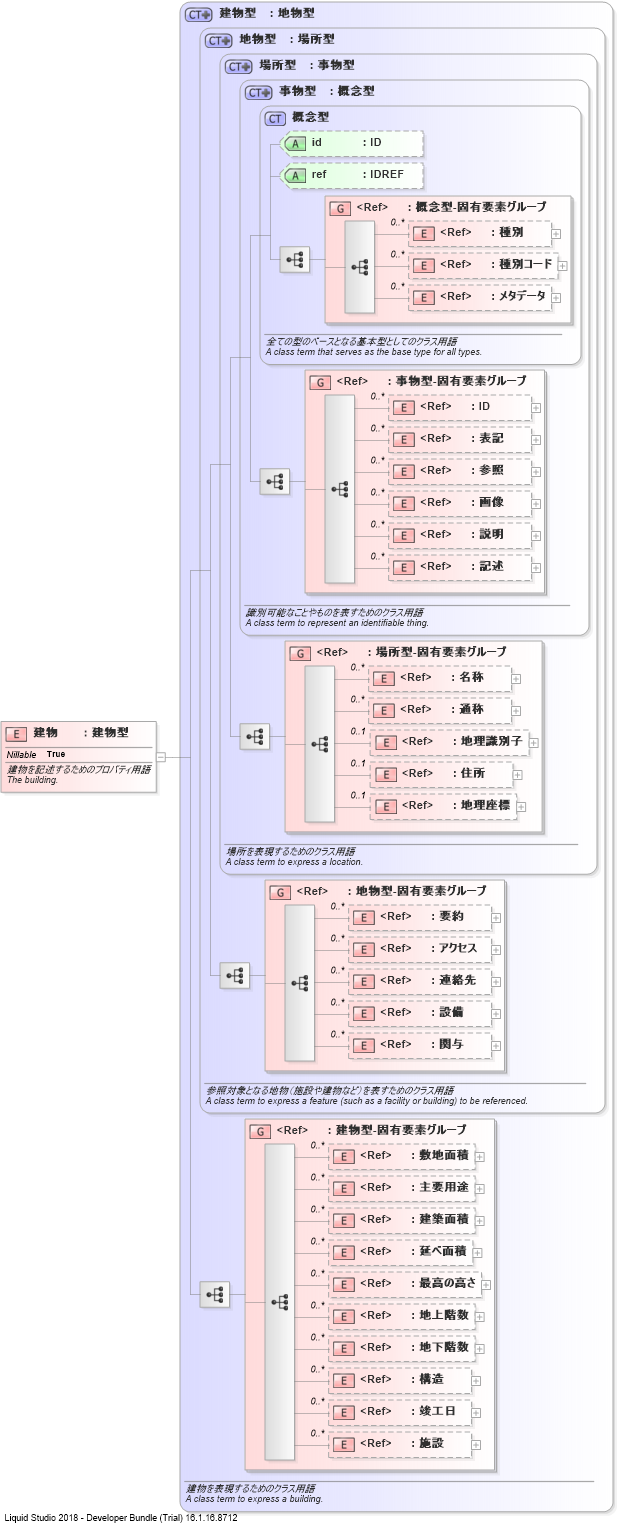 CT+ 建物型 : 地物型
CT+ 地物型 : 場所型
CT+ 場所型 : 事物型
CT+ 事物型 : 概念型
CT 概念型
A id : ID
A ref : IDREF
G <Ref> : 概念型-固有要素グループ
0..*
E <Ref> : 種別
0..*
E <Ref> : 種別コード
0..*
E <Ref> : メタデータ
全ての型のベースとなる基本型としてのクラス用語
A class term that serves as the base type for all types.
G <Ref> : 事物型-固有要素グループ
0..*
E <Ref> : ID
0..*
E <Ref> : 表記
0..*
E <Ref> : 参照
0..*
E <Ref> : 画像
0..*
E <Ref> : 説明
0..*
E <Ref> : 記述
識別可能なことやものを表すためのクラス用語
A class term to represent an identifiable thing.
G <Ref> : 場所型-固有要素グループ
0..*
E <Ref> : 名称
0..*
E <Ref> : 通称
0..1
E <Ref> : 地理識別子
0..1
E <Ref> : 住所
0..1
E <Ref> : 地理座標
場所を表現するためのクラス用語
A class term to express a location.
E 建物 : 建物型
Nillable True
建物を記述するためのプロパティ用語
The building.
G <Ref> : 地物型-固有要素グループ
0..*
E <Ref> : 要約
0..*
E <Ref> : アクセス
0..*
E <Ref> : 連絡先
0..*
E <Ref> : 設備
0..*
E <Ref> : 関与
参照対象となる地物(施設や建物など)を表すためのクラス用語
A class term to express a feature (such as a facility or building) to be referenced.
G <Ref> : 建物型-固有要素グループ
0..*
E <Ref> : 敷地面積
0..*
E <Ref> : 主要用途
0..*
E <Ref> : 建築面積
0..*
E <Ref> : 延べ面積
0..*
E <Ref> : 最高の高さ
0..*
E <Ref> : 地上階数
0..*
E <Ref> : 地下階数
0..*
E <Ref> : 構造
0..*
E <Ref> : 竣工日
0..*
E <Ref> : 施設
建物を表現するためのクラス用語
A class term to express a building.
Liquid Studio 2018 - Developer Bundle (Trial) 16.1.16.8712